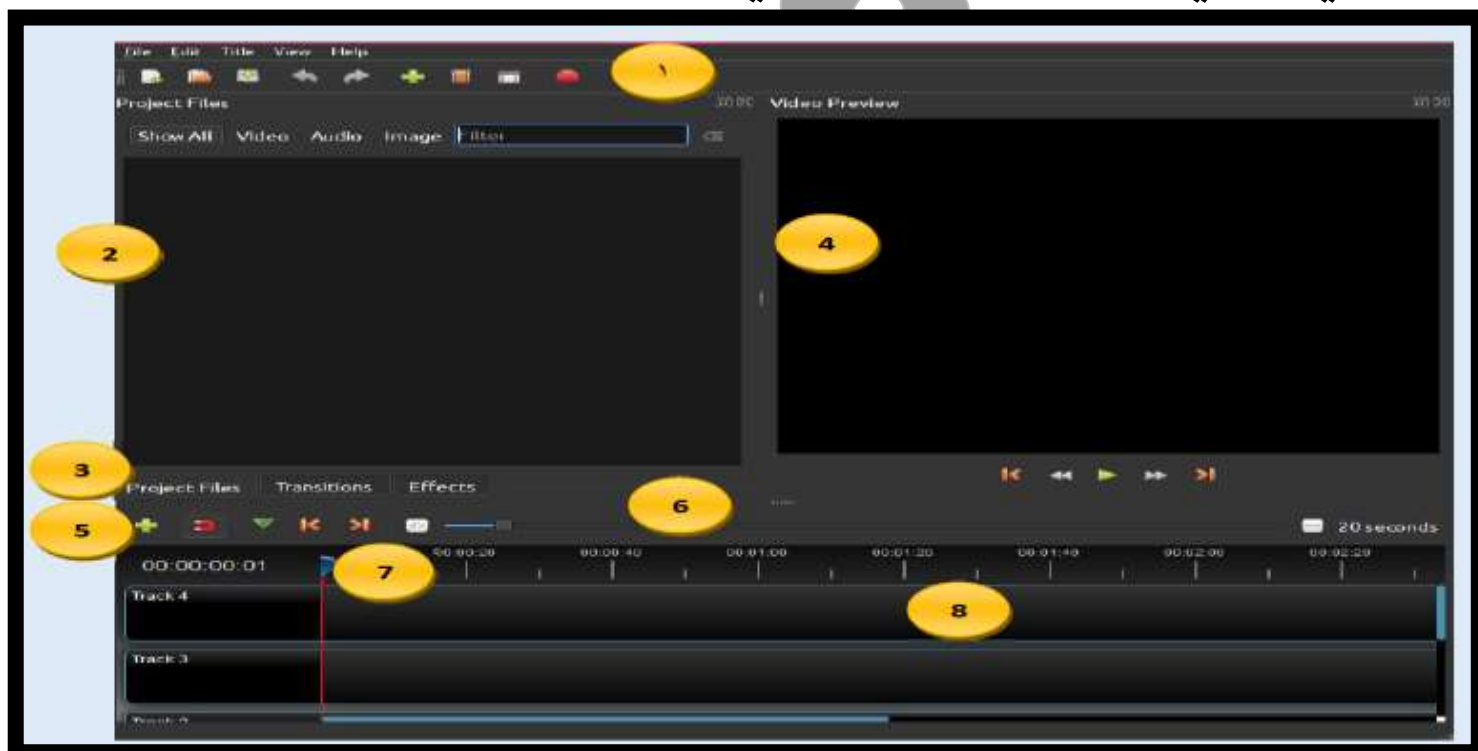 File Edit Title View Help
١
Project Files
Video Preview
Show All Video Audio Image Filter
2
4
3
Project Files Transitions Effects
6
5
20 seconds
00:00:00:01
7
00:00:20 00:00:40 00:01:00 00:01:20 00:01:40 00:02:00 00:02:20
Track 4
8
Track 3